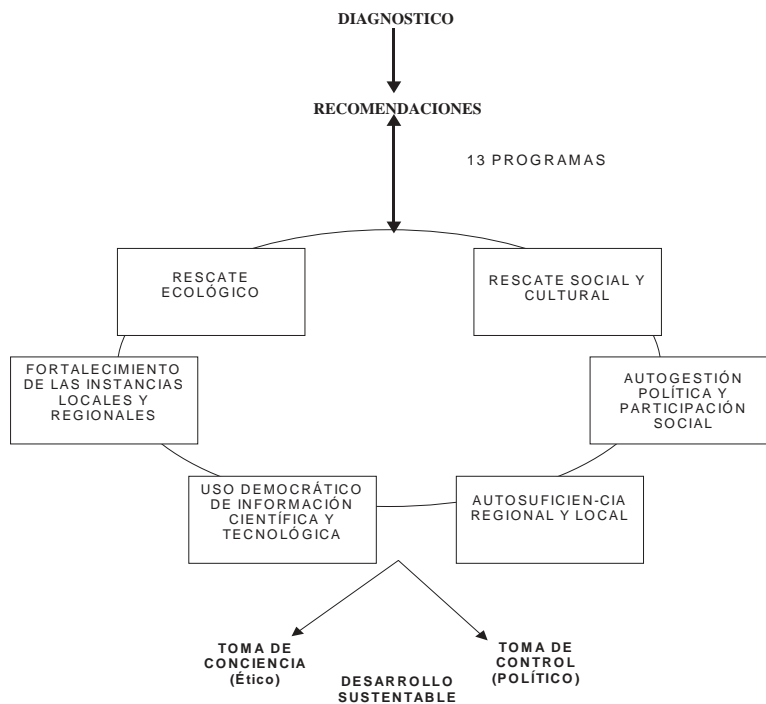 DIAGNOSTICO
RECOMENDACIONES
13 PROGRAMAS
RESCATE
ECOLÓGICO
RESCATE SOCIAL Y
CULTURAL
FORTALECIMIENTO
DE LAS INSTANCIAS
LOCALES Y
REGIONALES
AUTOGESTIÓN
POLÍTICA Y
PARTICIPACIÓN
SOCIAL
USO DEMOCRÁTICO
DE INFORMACIÓN
CIENTÍFICA Y
TECNOLÓGICA
AUTOSUFICIEN-CIA
REGIONAL Y LOCAL
TOMA DE
CONCIENCIA
(Ético)
TOMA DE
CONTROL
(POLÍTICO)
DESARROLLO
SUSTENTABLE